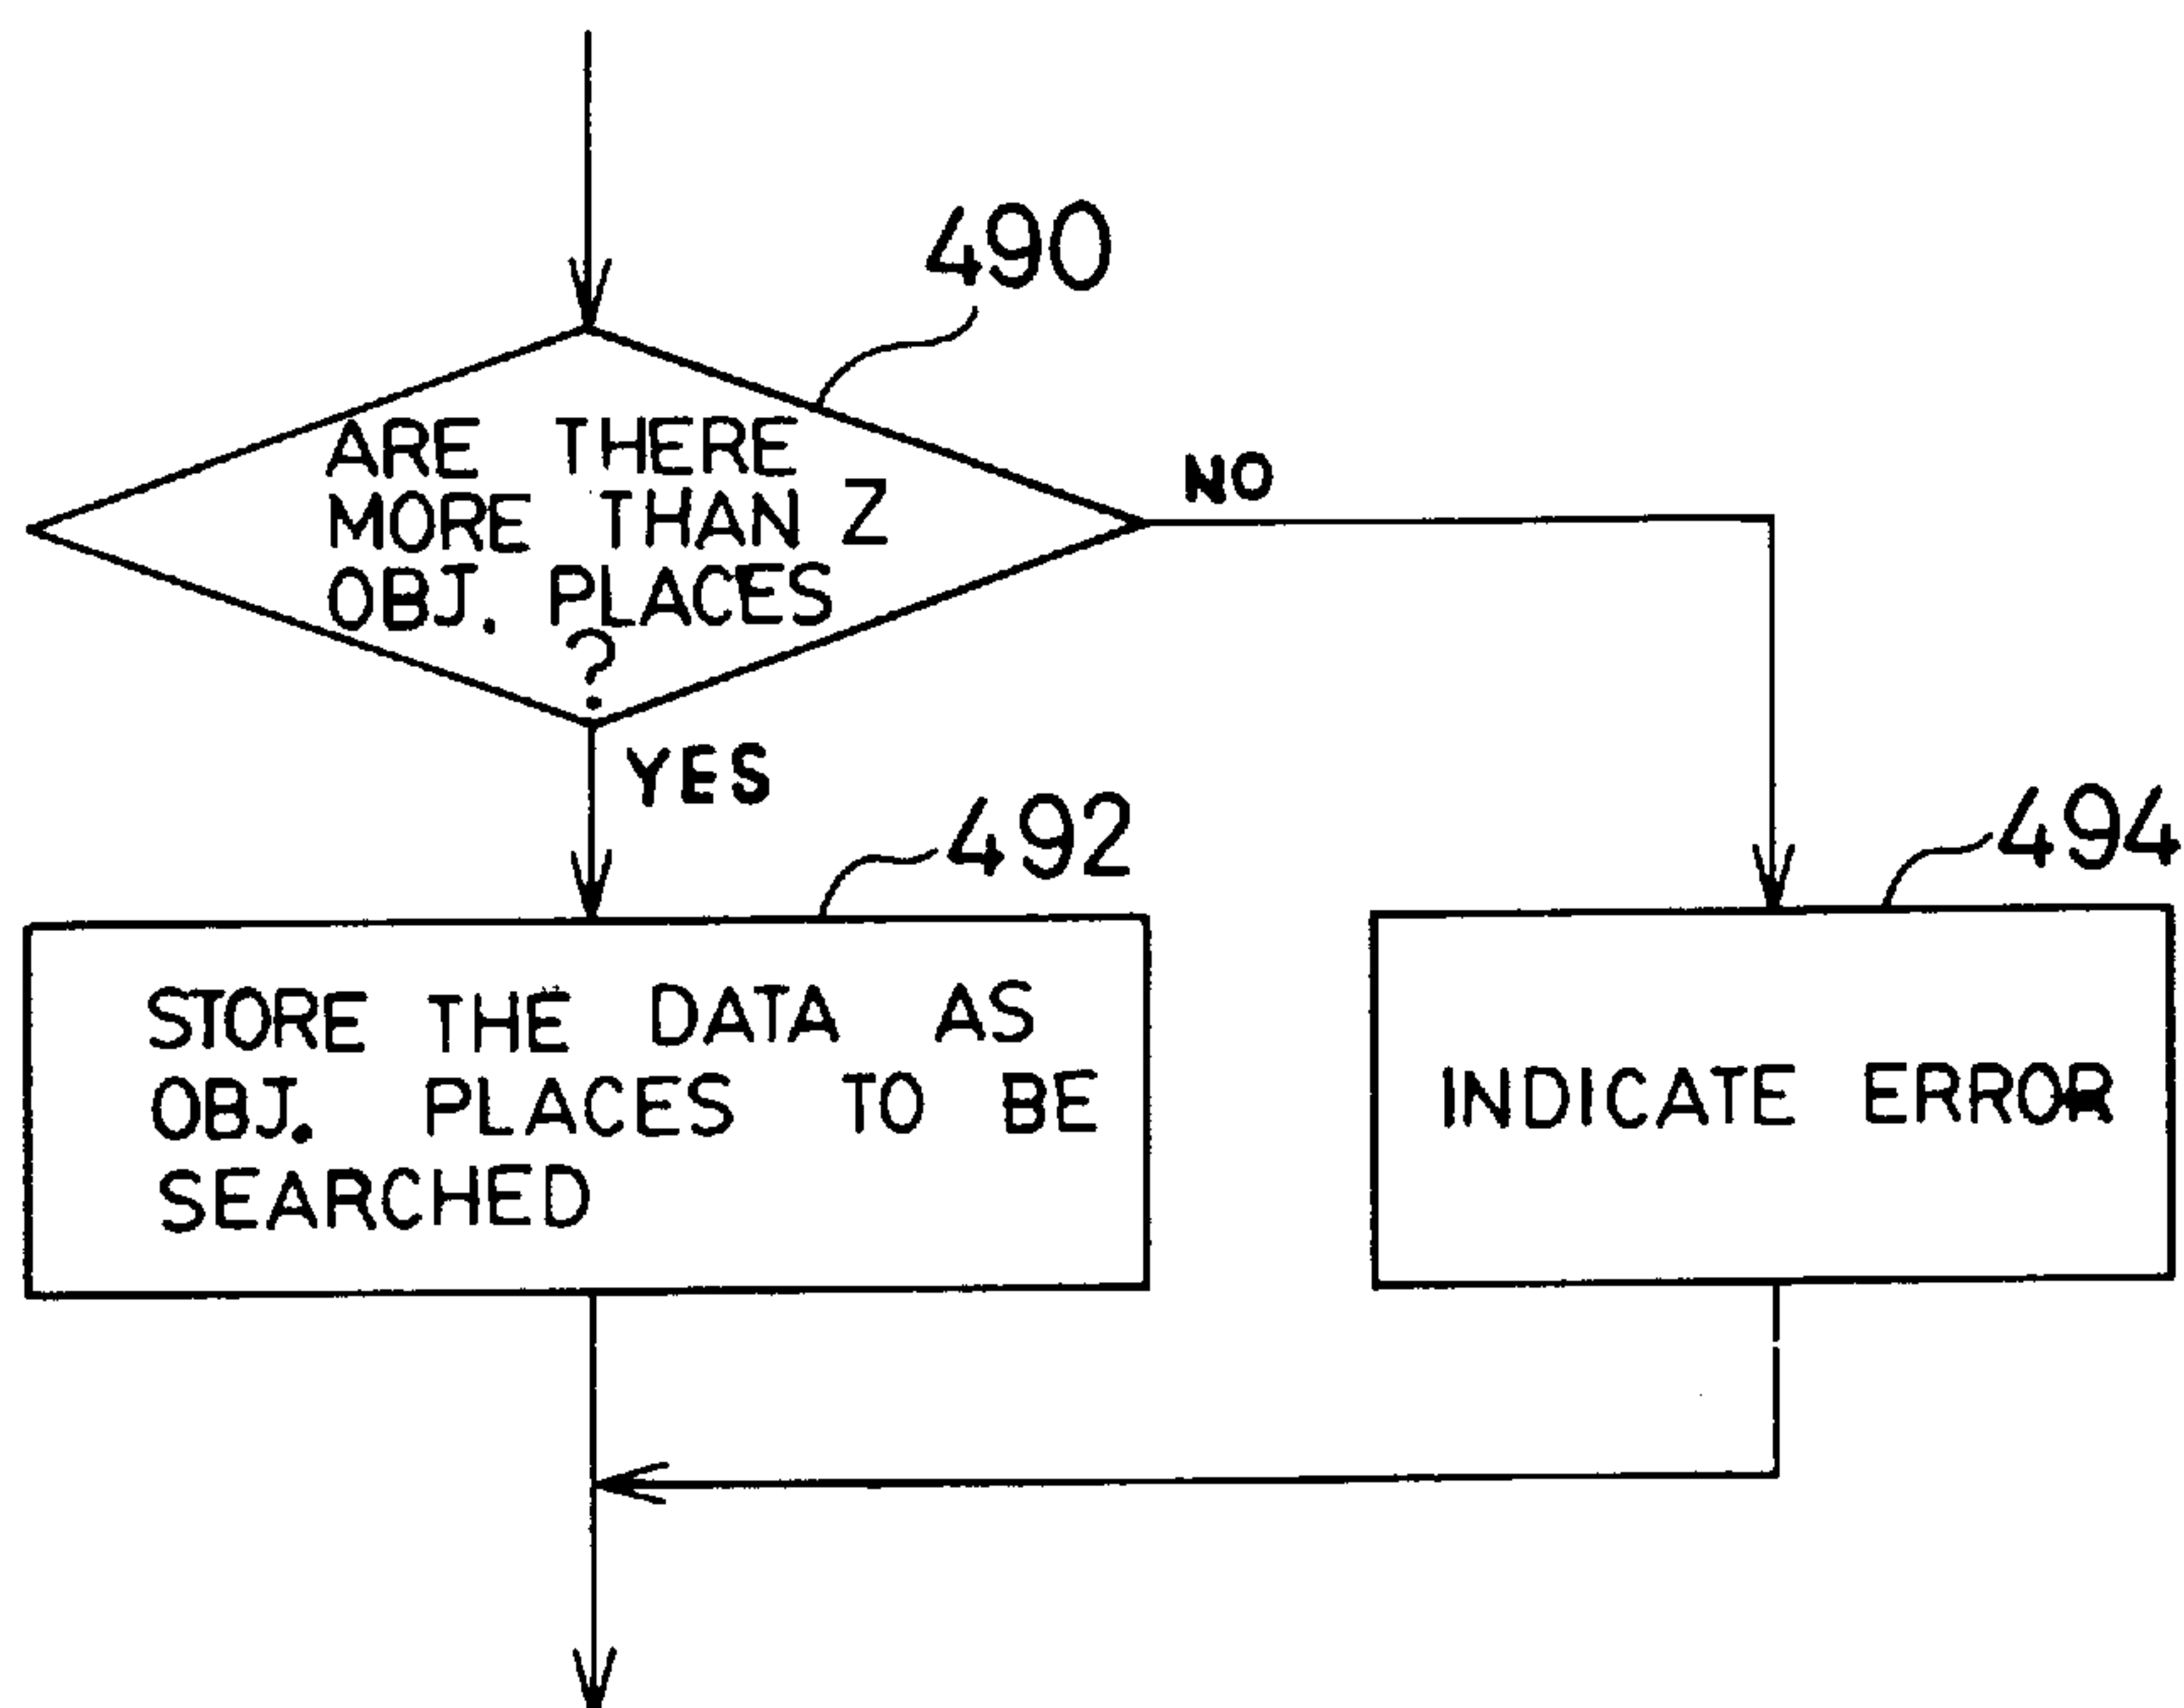 490
ARE THERE
MORE THAN Z
OBJ. PLACES
?
NO
YES
492
494
STORE THE DATA AS
OBJ. PLACES TO BE
SEARCHED
INDICATE ERROR